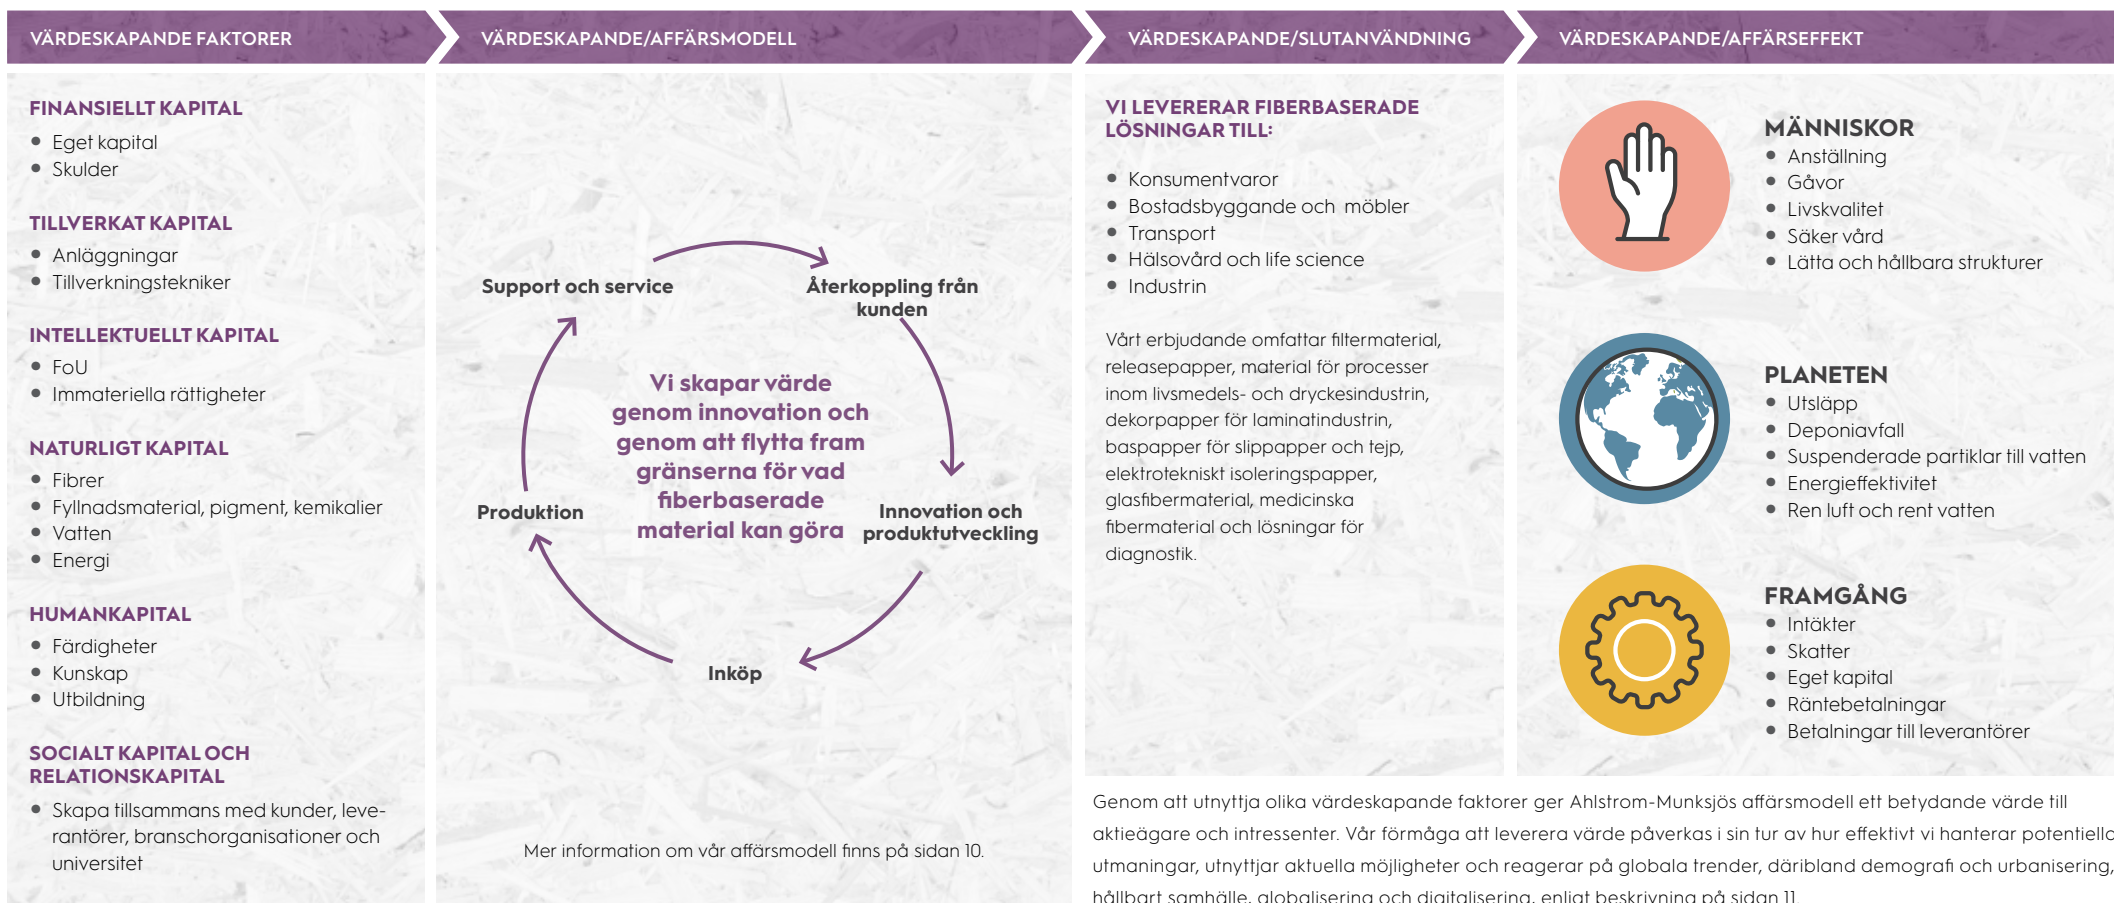 VÄRDESKAPANDE FAKTORER
FINANSIELLT KAPITAL
• Eget kapital
• Skulder
TILLVERKAT KAPITAL
• Anläggningar
• Tillverkningstekniker
INTELLEKTUELLT KAPITAL
• FoU
• Immateriella rättigheter
NATURLIGT KAPITAL
• Fibrer
• Fyllnadsmaterial, pigment, kemikalier
• Vatten
• Energi
HUMANKAPITAL
• Färdigheter
• Kunskap
• Utbildning
SOCIALT KAPITAL OCH
RELATIONSKAPITAL
• Skapa tillsammans med kunder, leve-
rantörer, branschorganisationer och
universitet
VÄRDESKAPANDE/AFFÄRSMODELL
Support och service
Återkoppling från
kunden
Innovation och
produktutveckling
Inköp
Produktion
Vi skapar värde
genom innovation och
genom att flytta fram
gränserna för vad
fiberbaserade
material kan göra
Mer information om vår affärsmodell finns på sidan 10.
VÄRDESKAPANDE/SLUTANVÄNDNING
VI LEVERERAR FIBERBASERADE
LÖSNINGAR TILL:
• Konsumentvaror
• Bostadsbyggande och möbler
• Transport
• Hälsovård och life science
• Industrin
Vårt erbjudande omfattar filtermaterial,
releasepapper, material för processer
inom livsmedels- och dryckesindustrin,
dekorpapper för laminatindustrin,
baspapper för slippapper och tejp,
elektrotekniskt isoleringspapper,
glasfibermaterial, medicinska
fibermaterial och lösningar för
diagnostik.
VÄRDESKAPANDE/AFFÄRSEFFEKT
MÄNNISKOR
• Anställning
• Gåvor
• Livskvalitet
• Säker vård
• Lätta och hållbara strukturer
PLANETEN
• Utsläpp
• Deponiavfall
• Suspenderade partiklar till vatten
• Energieffektivitet
• Ren luft och rent vatten
FRAMGÅNG
• Intäkter
• Skatter
• Eget kapital
• Räntebetalningar
• Betalningar till leverantörer
Genom att utnyttja olika värdeskapande faktorer ger Ahlstrom-Munksjös affärsmodell ett betydande värde till
aktieägare och intressenter. Vår förmåga att leverera värde påverkas i sin tur av hur effektivt vi hanterar potentiella
utmaningar, utnyttjar aktuella möjligheter och reagerar på globala trender, däribland demografi och urbanisering,
hållbart samhälle, globalisering och digitalisering, enligt beskrivning på sidan 11.